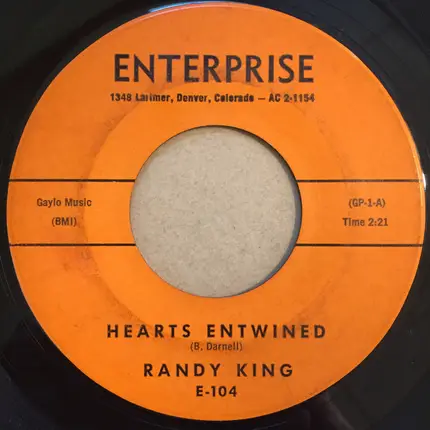 ENTERPRISE
1348 Larimer, Denver, Colorado — AC 2-1154
Gaylo Music
(BMI)
(GP-1-A)
Time 2:21
HEARTS ENTWINED
(B. Darnell)
RANDY KING
E-104